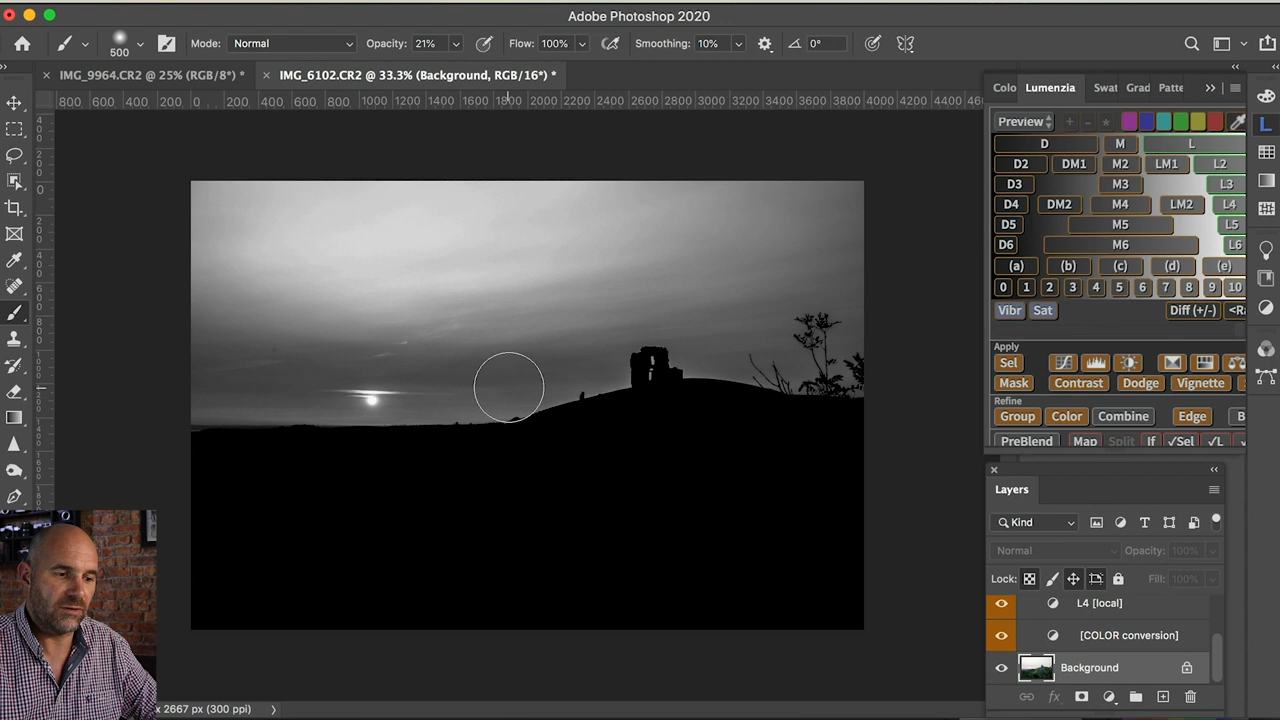 Adobe Photoshop 2020
500
Mode: Normal
Opacity: 21%
Flow: 100%
Smoothing: 10%
0°
IMG_9964.CR2 @ 25% (RGB/8*) *
IMG_6102.CR2 @ 33.3% (Background, RGB/16*) *
800 600 400 200 0 200 400 600 800 1000 1200 1400 1600 1800 2000 2200 2400 2600 2800 3000 3200 3400 3600 3800 4000 4200 4400 46
Colo Lumenzia Swat Grad Patte
Preview + - *
D M L
D2 DM1 M2 LM1 L2
D3 M3 L3
D4 DM2 M4 LM2 L4
D5 M5 L5
D6 M6 L6
(a) (b) (c) (d) (e)
0 1 2 3 4 5 6 7 8 9 10
Vibr Sat Diff (+/-) <Ra
Apply
Sel
Mask Contrast Dodge Vignette
Refine
Group Color Combine Edge B
PreBlend Map Split If √Sel √L
Layers
Kind
Normal Opacity: 100%
Lock: Fill: 100%
L4 [local]
[COLOR conversion]
Background
x 2667 px (300 ppi)